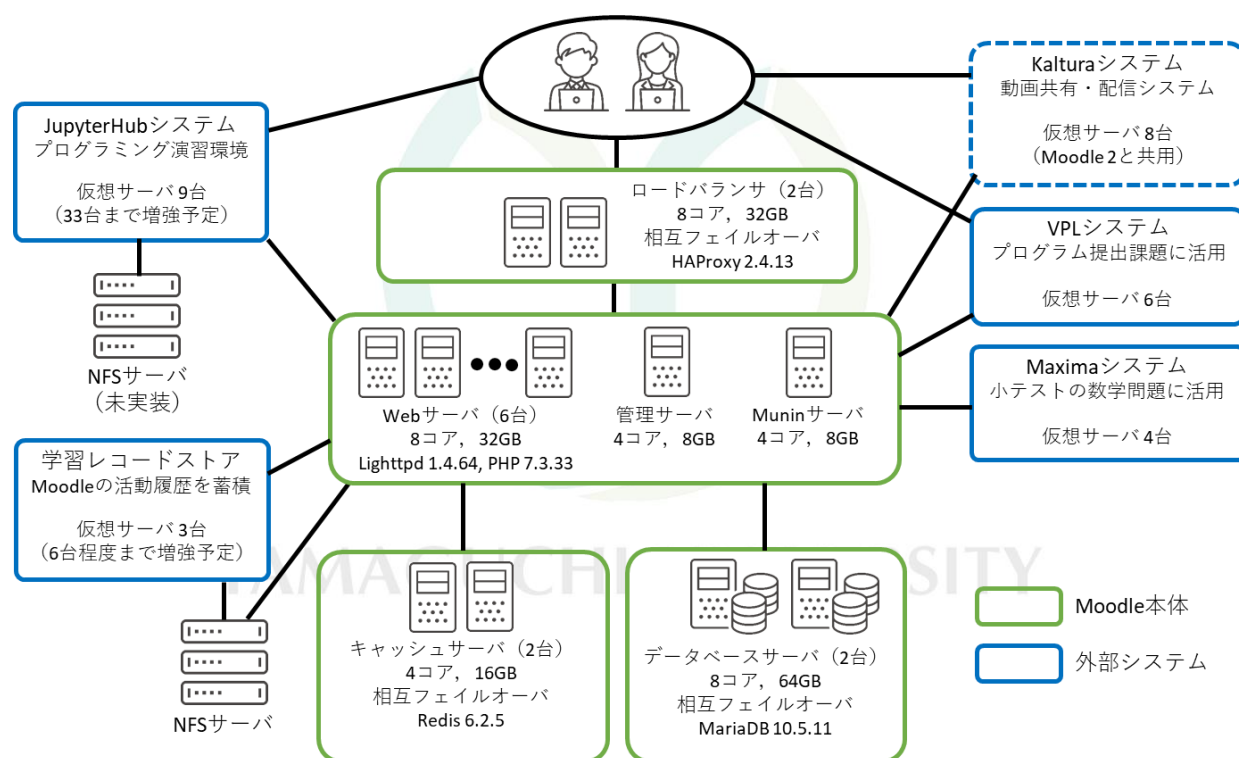 JupyterHubシステム
プログラミング演習環境
仮想サーバ 9台
(33台まで増強予定)
NFSサーバ
(未実装)
学習レコードストア
Moodleの活動履歴を蓄積
仮想サーバ 3台
(6台程度まで増強予定)
NFSサーバ
ロードバランサ(2台)
8コア, 32GB
相互フェイルオーバ
HAProxy 2.4.13
Webサーバ(6台)
8コア, 32GB
Lighttpd 1.4.64, PHP 7.3.33
管理サーバ
4コア, 8GB
Muninサーバ
4コア, 8GB
キャッシュサーバ(2台)
4コア, 16GB
相互フェイルオーバ
Redis 6.2.5
データベースサーバ(2台)
8コア, 64GB
相互フェイルオーバ
MariaDB 10.5.11
Kalturaシステム
動画共有・配信システム
仮想サーバ 8台
(Moodle 2と共用)
VPLシステム
プログラム提出課題に活用
仮想サーバ 6台
Maximaシステム
小テストの数学問題に活用
仮想サーバ 4台
Moodle本体
外部システム